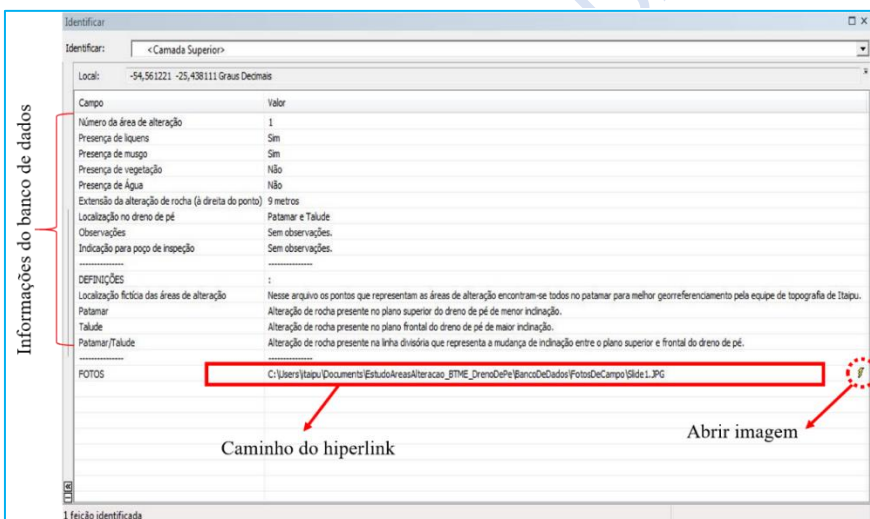 Identificar
Identificar: <Camada Superior>
Local: -54,561221 -25,438111 Graus Decimais
Campo Valor
Número da área de alteração 1
Presença de liquens Sim
Presença de musgo Sim
Presença de vegetação Não
Presença de Água Não
Extensão da alteração de rocha (à direita do ponto) 9 metros
Localização no dreno de pé Patamar e Talude
Observações Sem observações.
Indicação para poço de inspeção Sem observações.
--------------- ---------------
DEFINIÇÕES :
Localização fictícia das áreas de alteração Nesse arquivo os pontos que representam as áreas de alteração encontram-se todos no patamar para melhor georreferenciamento pela equipe de topografia de Itaipu.
Patamar Alteração de rocha presente no plano superior do dreno de pé de menor inclinação.
Talude Alteração de rocha presente no plano frontal do dreno de pé de maior inclinação.
Patamar/Talude Alteração de rocha presente na linha divisória que representa a mudança de inclinação entre o plano superior e frontal do dreno de pé.
--------------- ---------------
FOTOS C:\Users\itaipu\Documents\EstudoAreasAlteracao_BTME_DrenoDePe\BancoDeDados\FotosDeCampo\Slide1.JPG
Informações do banco de dados
Caminho do hiperlink
Abrir imagem
1 feição identificada